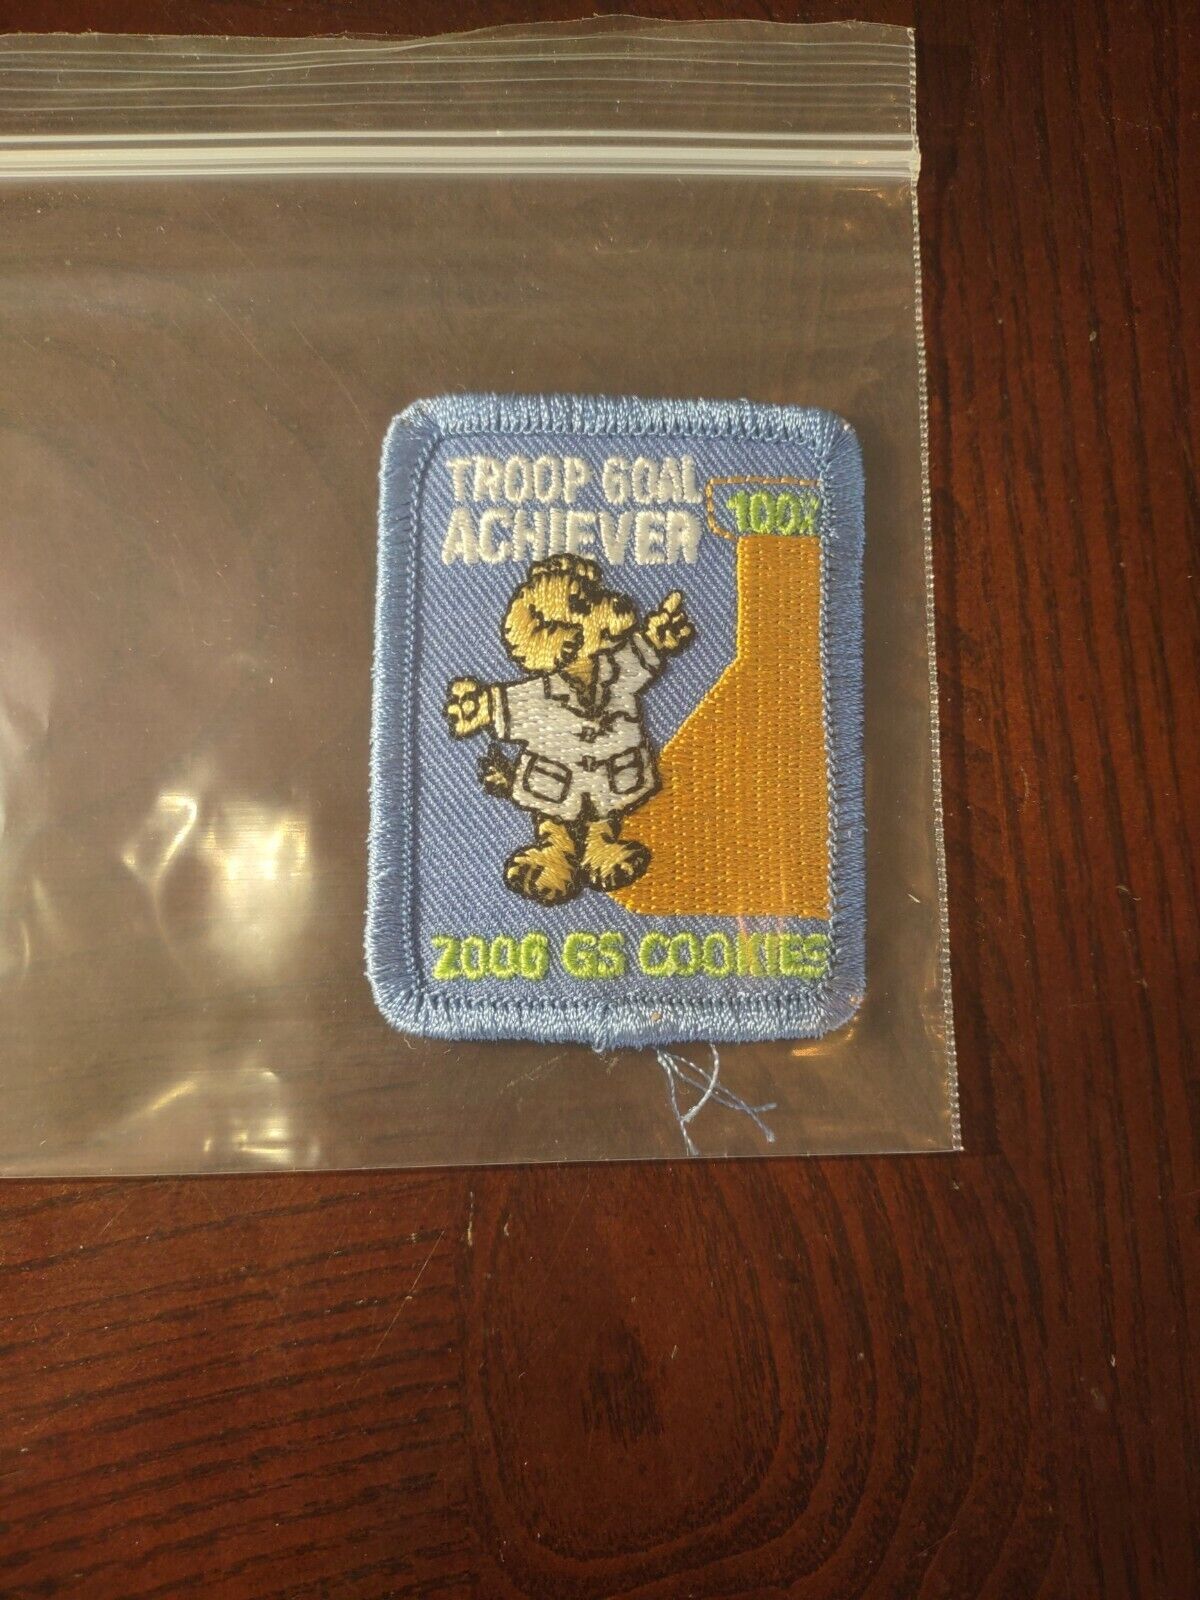 TROOP GOAL
ACHIEVER
100%
2006 GS COOKIES